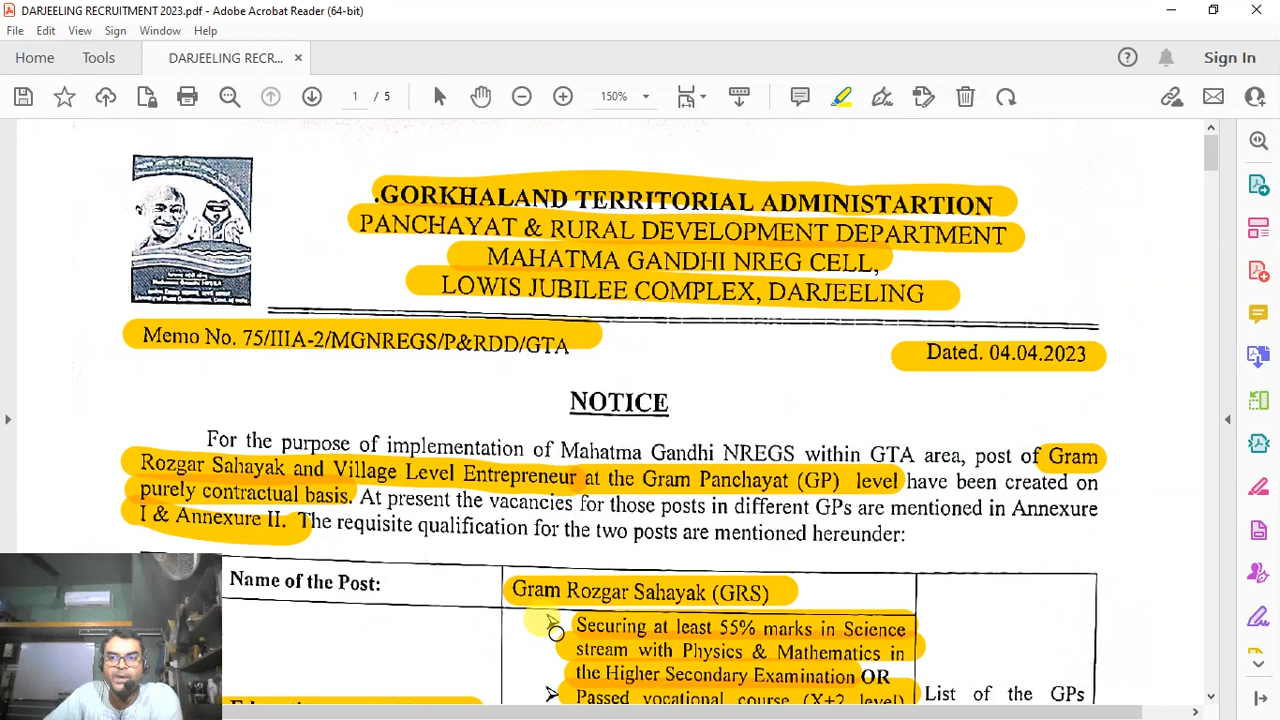 DARJEELING RECRUITMENT 2023.pdf - Adobe Acrobat Reader (64-bit)
File Edit View Sign Window Help
Home Tools DARJEELING RECR... × Sign In
1 / 5 150%
.GORKHALAND TERRITORIAL ADMINISTARTION
PANCHAYAT & RURAL DEVELOPMENT DEPARTMENT
MAHATMA GANDHI NREG CELL,
LOWIS JUBILEE COMPLEX, DARJEELING
Memo No. 75/IIIA-2/MGNREGS/P&RDD/GTA
Dated. 04.04.2023
NOTICE
For the purpose of implementation of Mahatma Gandhi NREGS within GTA area, post of Gram
Rozgar Sahayak and Village Level Entrepreneur at the Gram Panchayat (GP) level have been created on
purely contractual basis. At present the vacancies for those posts in different GPs are mentioned in Annexure
I & Annexure II. The requisite qualification for the two posts are mentioned hereunder:
Name of the Post:
Gram Rozgar Sahayak (GRS)
Securing at least 55% marks in Science
stream with Physics & Mathematics in
the Higher Secondary Examination OR
Passed vocational course (X+2 level)
List of the GPs